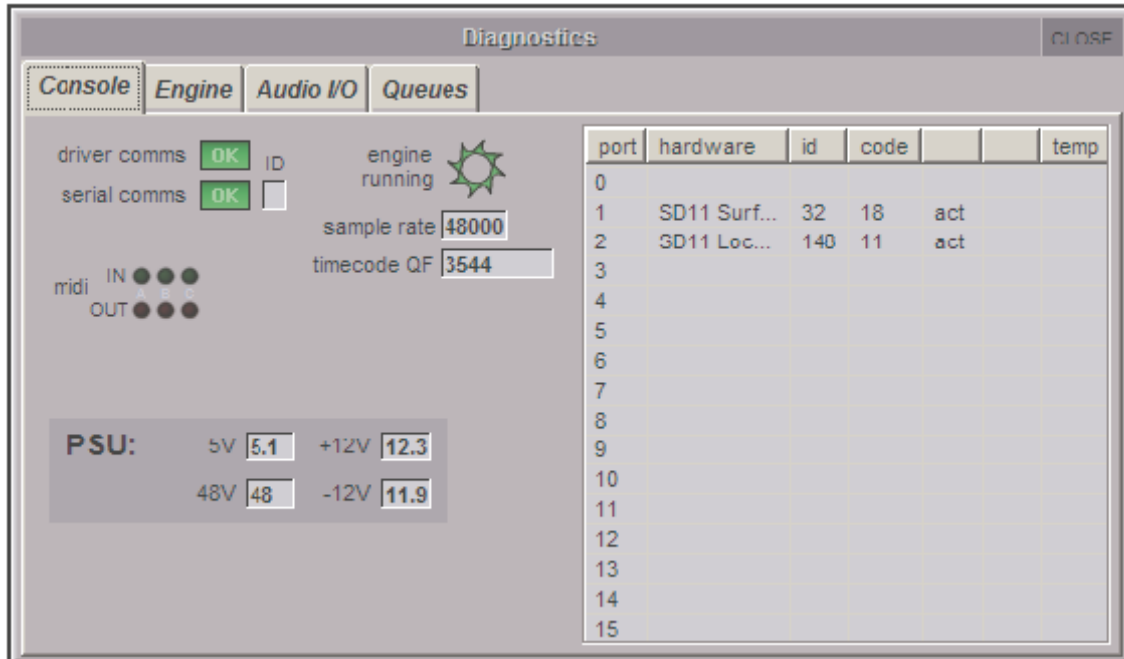 Diagnostics CLOSE
Console Engine Audio I/O Queues
driver comms OK ID
serial comms OK
engine
running
sample rate 48000
timecode QF 3544
midi IN
A B C
OUT
PSU: 5V 5.1 +12V 12.3
48V 48 -12V 11.9
port hardware id code temp
0
1 SD11 Surf... 32 18 act
2 SD11 Loc... 140 11 act
3
4
5
6
7
8
9
10
11
12
13
14
15